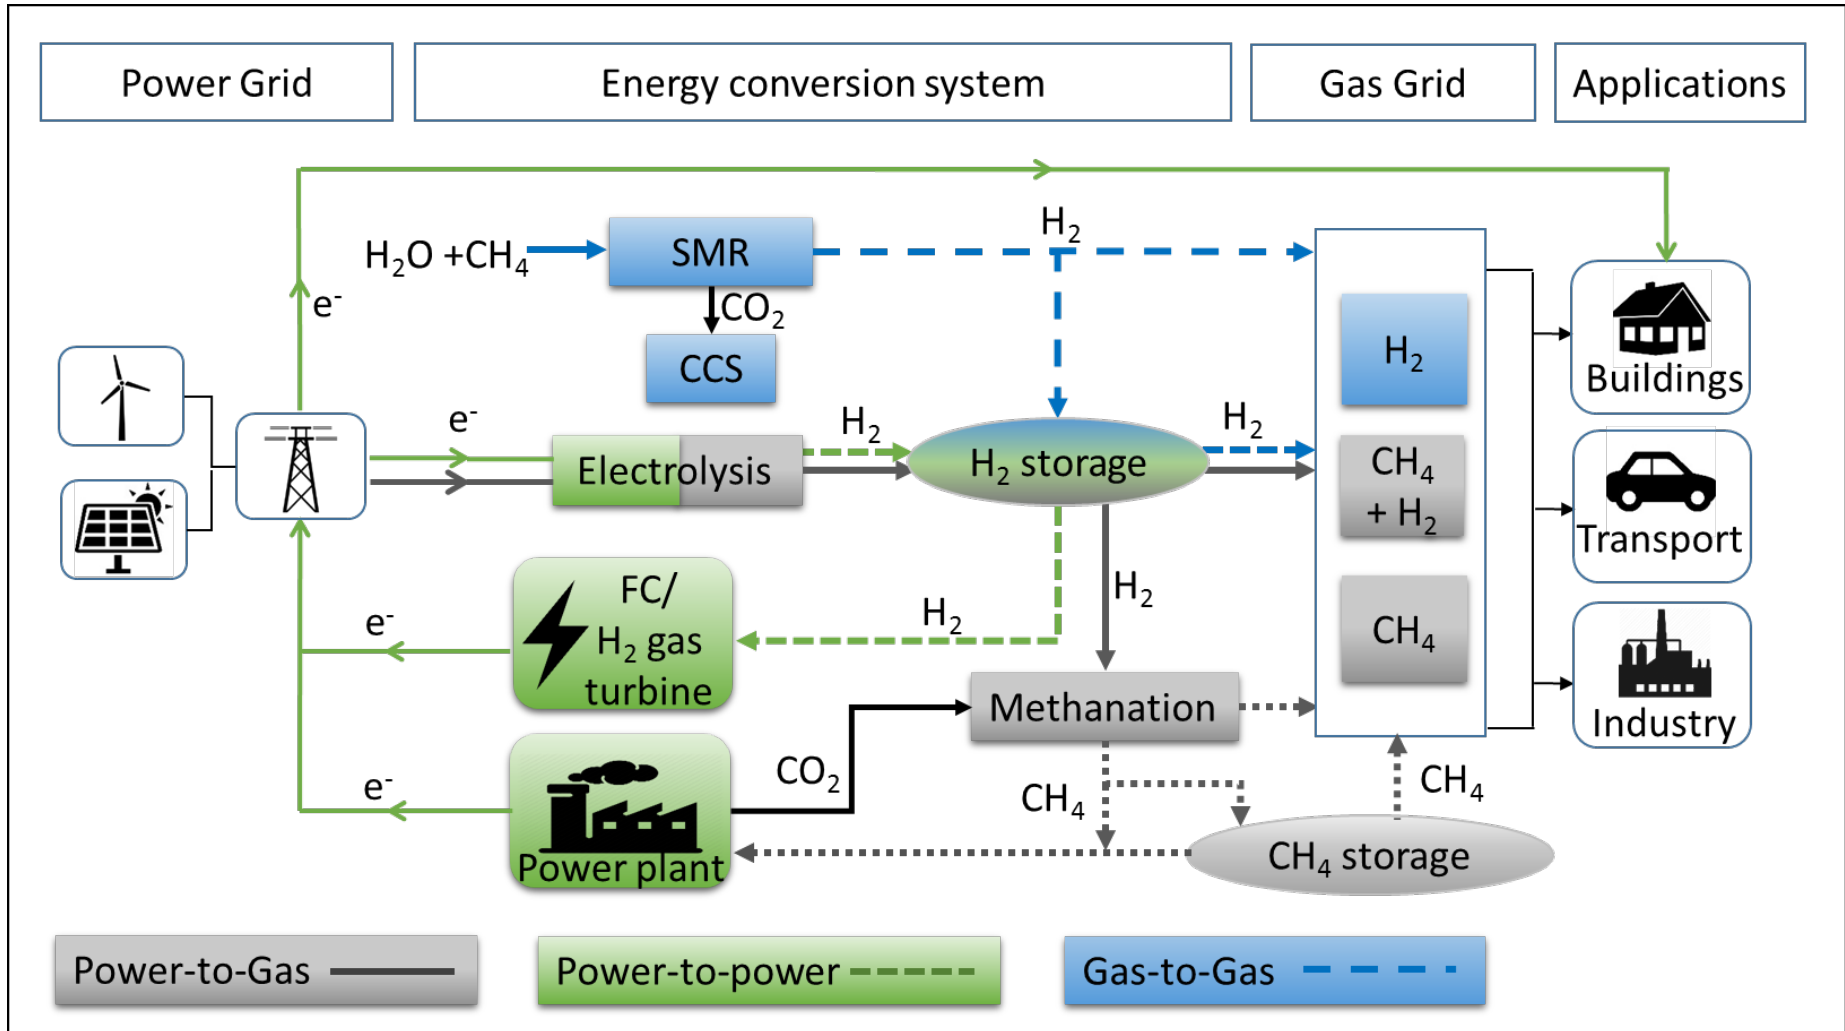 Power Grid
Energy conversion system
Gas Grid
Applications
H₂
H₂O +CH₄
SMR
e⁻
CO₂
CCS
H₂
Buildings
e⁻
H₂
H₂
Electrolysis
H₂ storage
CH₄
+ H₂
Transport
FC/
H₂ gas
turbine
e⁻
H₂
H₂
CH₄
Methanation
Industry
CO₂
e⁻
CH₄
CH₄
Power plant
CH₄ storage
Power-to-Gas
Power-to-power
Gas-to-Gas